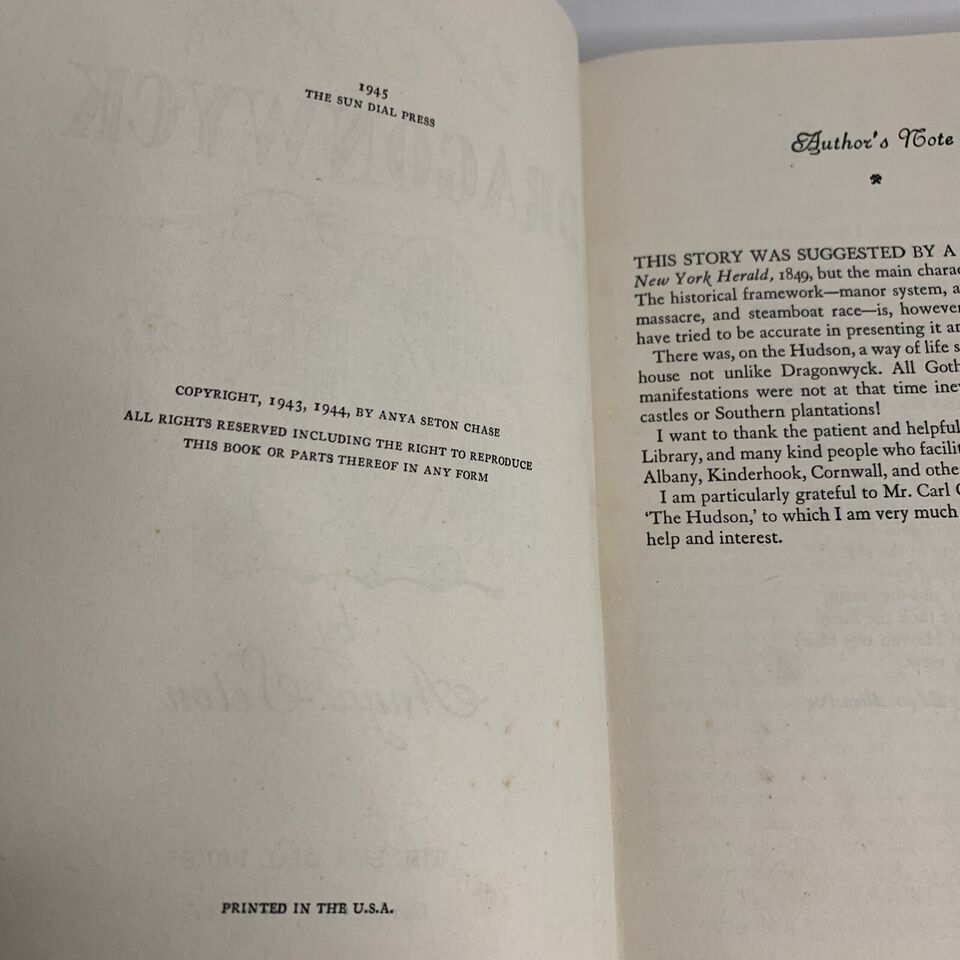 1945
THE SUN DIAL PRESS
COPYRIGHT, 1943, 1944, BY ANYA SETON CHASE
ALL RIGHTS RESERVED INCLUDING THE RIGHT TO REPRODUCE
THIS BOOK OR PARTS THEREOF IN ANY FORM
PRINTED IN THE U.S.A.
Author's Note
THIS STORY WAS SUGGESTED BY A
New York Herald, 1849, but the main charac
The historical framework—manor system, a
massacre, and steamboat race—is, however
have tried to be accurate in presenting it an
There was, on the Hudson, a way of life s
house not unlike Dragonwyck. All Goth
manifestations were not at that time inev
castles or Southern plantations!
I want to thank the patient and helpful
Library, and many kind people who facilit
Albany, Kinderhook, Cornwall, and othe
I am particularly grateful to Mr. Carl C
'The Hudson,' to which I am very much
help and interest.